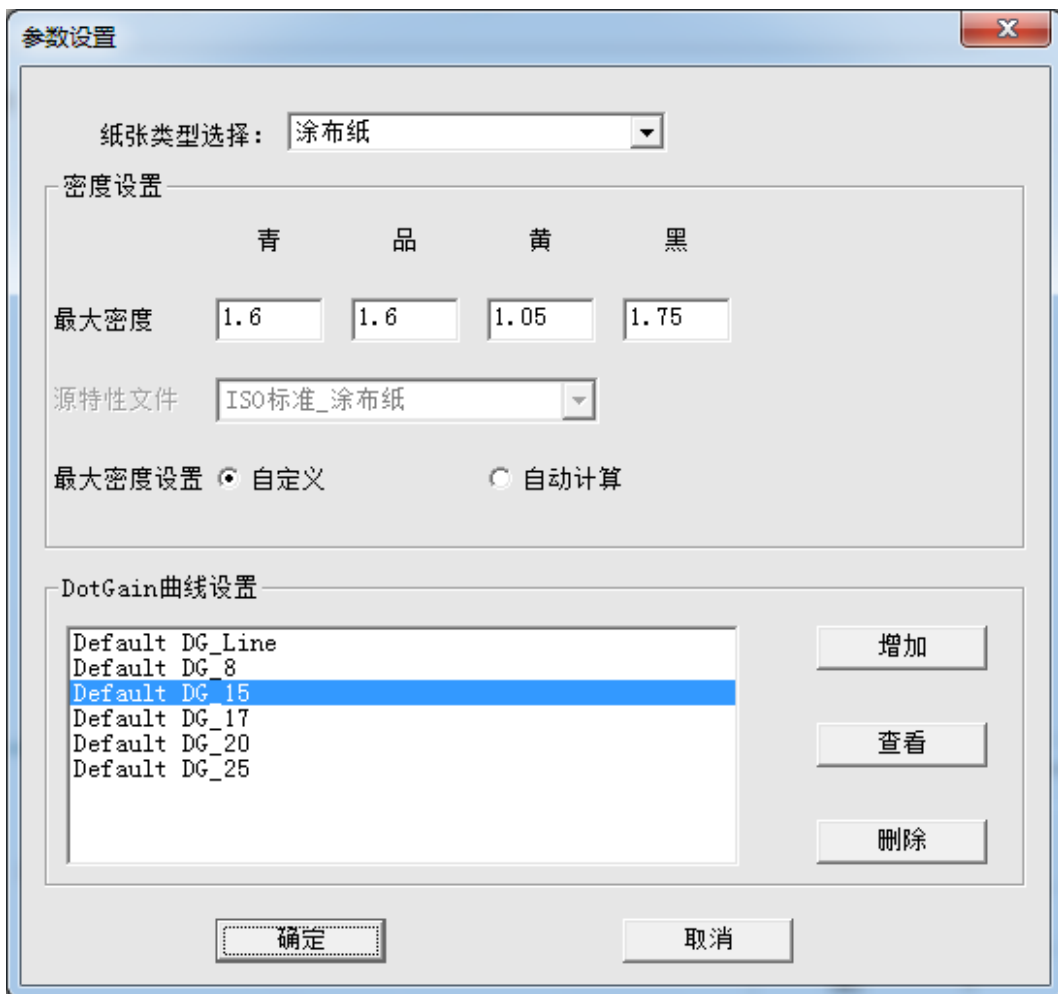 参数设置
纸张类型选择: 涂布纸
密度设置
青 品 黄 黑
最大密度 1.6 1.6 1.05 1.75
源特性文件 ISO标准_涂布纸
最大密度设置 自定义 自动计算
DotGain曲线设置
Default DG_Line
Default DG_8
Default DG_15
Default DG_17
Default DG_20
Default DG_25
增加
查看
删除
确定 取消